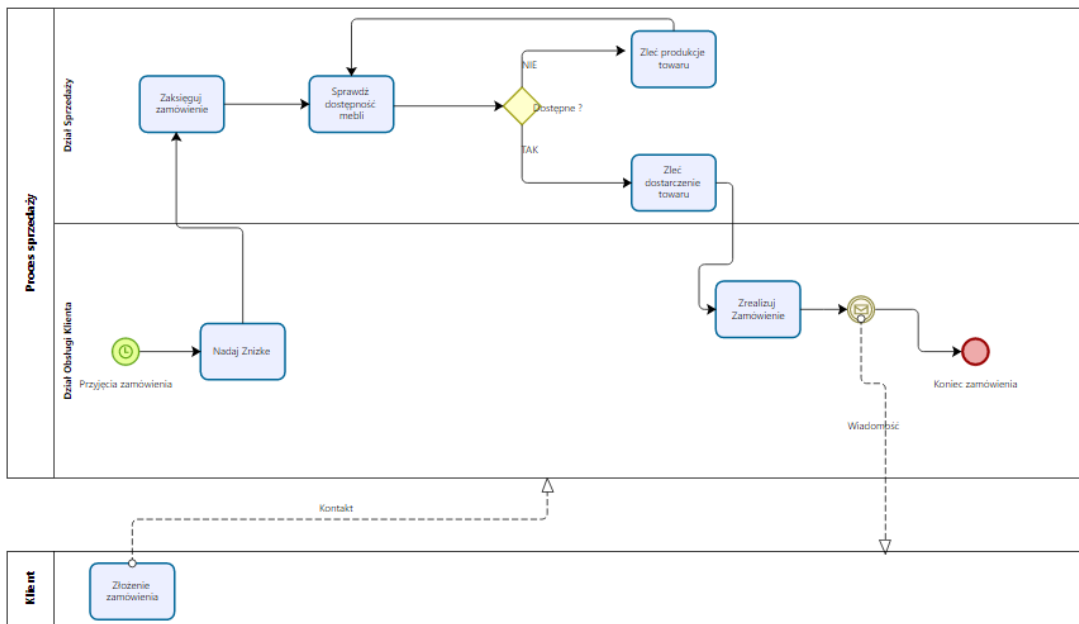 Proces sprzedaży
Dział Sprzedaży
Zaksięguj
zamówienie
Sprawdź
dostępność
mebli
NIE
Dostępne ?
TAK
Zleć produkcje
towaru
Zleć
dostarczenie
towaru
Dział Obsługi Klienta
Przyjęcia zamówienia
Nadaj Znizke
Zrealizuj
Zamówienie
Koniec zamówienia
Wiadomość
Kontakt
Klient
Złożenie
zamówienia